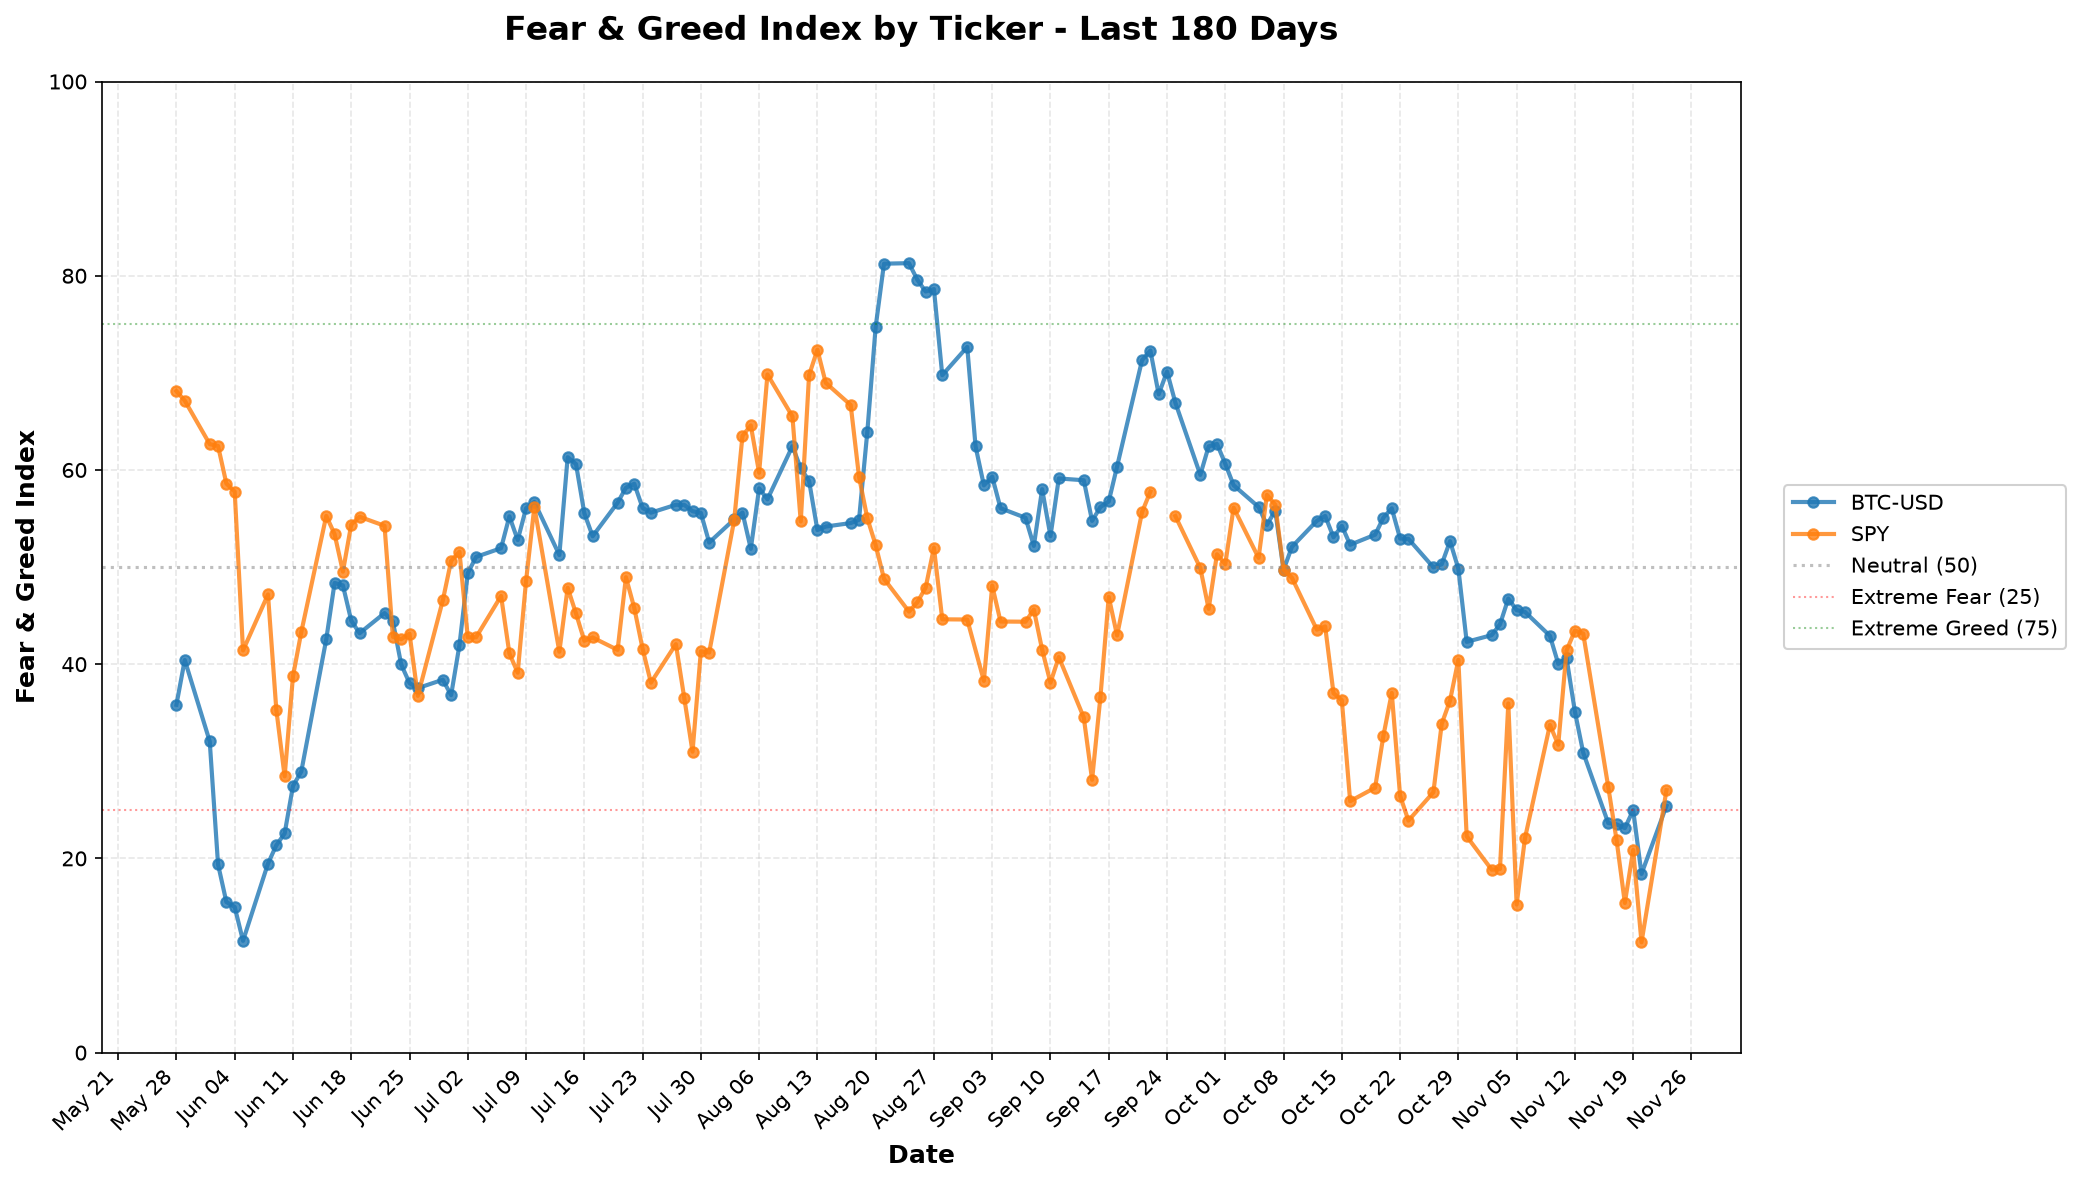 Fear & Greed Index by Ticker - Last 180 Days
Fear & Greed Index
100
80
60
40
20
0
BTC-USD
SPY
Neutral (50)
Extreme Fear (25)
Extreme Greed (75)
May 21
May 28
Jun 04
Jun 11
Jun 18
Jun 25
Jul 02
Jul 09
Jul 16
Jul 23
Jul 30
Aug 06
Aug 13
Aug 20
Aug 27
Sep 03
Sep 10
Sep 17
Sep 24
Oct 01
Oct 08
Oct 15
Oct 22
Oct 29
Nov 05
Nov 12
Nov 19
Nov 26
Date